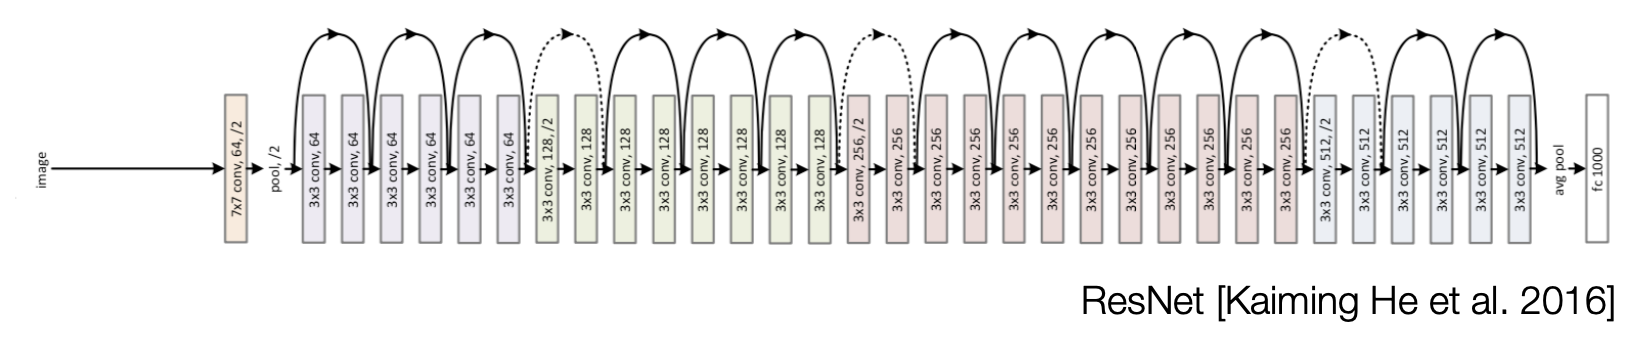 image
7x7 conv, 64, /2
pool, /2
3x3 conv, 64
3x3 conv, 64
3x3 conv, 64
3x3 conv, 64
3x3 conv, 64
3x3 conv, 64
3x3 conv, 128, /2
3x3 conv, 128
3x3 conv, 128
3x3 conv, 128
3x3 conv, 128
3x3 conv, 128
3x3 conv, 128
3x3 conv, 128
3x3 conv, 256, /2
3x3 conv, 256
3x3 conv, 256
3x3 conv, 256
3x3 conv, 256
3x3 conv, 256
3x3 conv, 256
3x3 conv, 256
3x3 conv, 256
3x3 conv, 256
3x3 conv, 256
3x3 conv, 256
3x3 conv, 512, /2
3x3 conv, 512
3x3 conv, 512
3x3 conv, 512
3x3 conv, 512
3x3 conv, 512
avg pool
fc 1000
ResNet [Kaiming He et al. 2016]